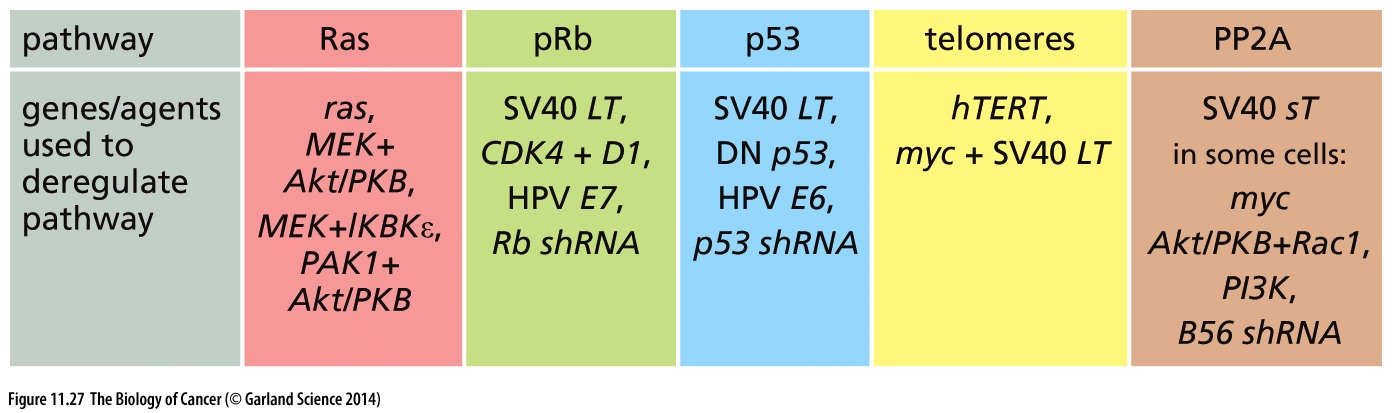 pathway
Ras
pRb
p53
telomeres
PP2A
genes/agents
used to
deregulate
pathway
ras,
MEK+
Akt/PKB,
MEK+IKBKε,
PAK1+
Akt/PKB
SV40 LT,
CDK4 + D1,
HPV E7,
Rb shRNA
SV40 LT,
DN p53,
HPV E6,
p53 shRNA
hTERT,
myc + SV40 LT
SV40 sT
in some cells:
myc
Akt/PKB+Rac1,
PI3K,
B56 shRNA
Figure 11.27 The Biology of Cancer (© Garland Science 2014)